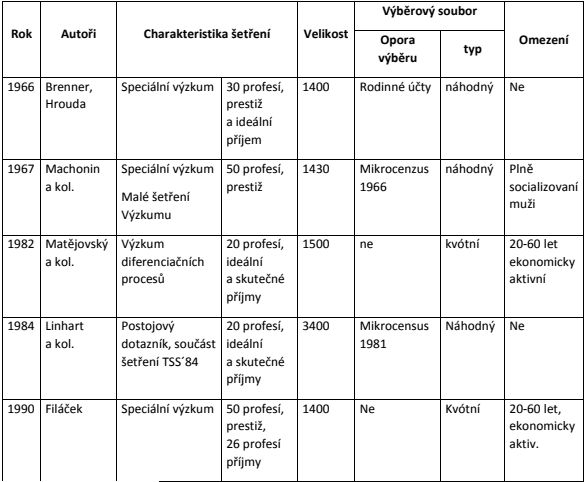 Rok
Autoři
Charakteristika šetření
Velikost
Výběrový soubor
Opora
výběru
typ
Omezení
1966
Brenner,
Hrouda
Speciální výzkum
30 profesí,
prestiž
a ideální
příjem
1400
Rodinné účty
náhodný
Ne
1967
Machonin
a kol.
Speciální výzkum
Malé šetření
Výzkumu
50 profesí,
prestiž
1430
Mikrocenzus
1966
náhodný
Plně
socializovaní
muži
1982
Matějovský
a kol.
Výzkum
diferenciačních
procesů
20 profesí,
ideální
a skutečné
příjmy
1500
ne
kvótní
20-60 let
ekonomicky
aktivní
1984
Linhart
a kol.
Postojový
dotazník, součást
šetření TSS´84
20 profesí,
ideální
a skutečné
příjmy
3400
Mikrocensus
1981
Náhodný
Ne
1990
Filáček
Speciální výzkum
50 profesí,
prestiž,
26 profesí
příjmy
1400
Ne
Kvótní
20-60 let,
ekonomicky
aktiv.